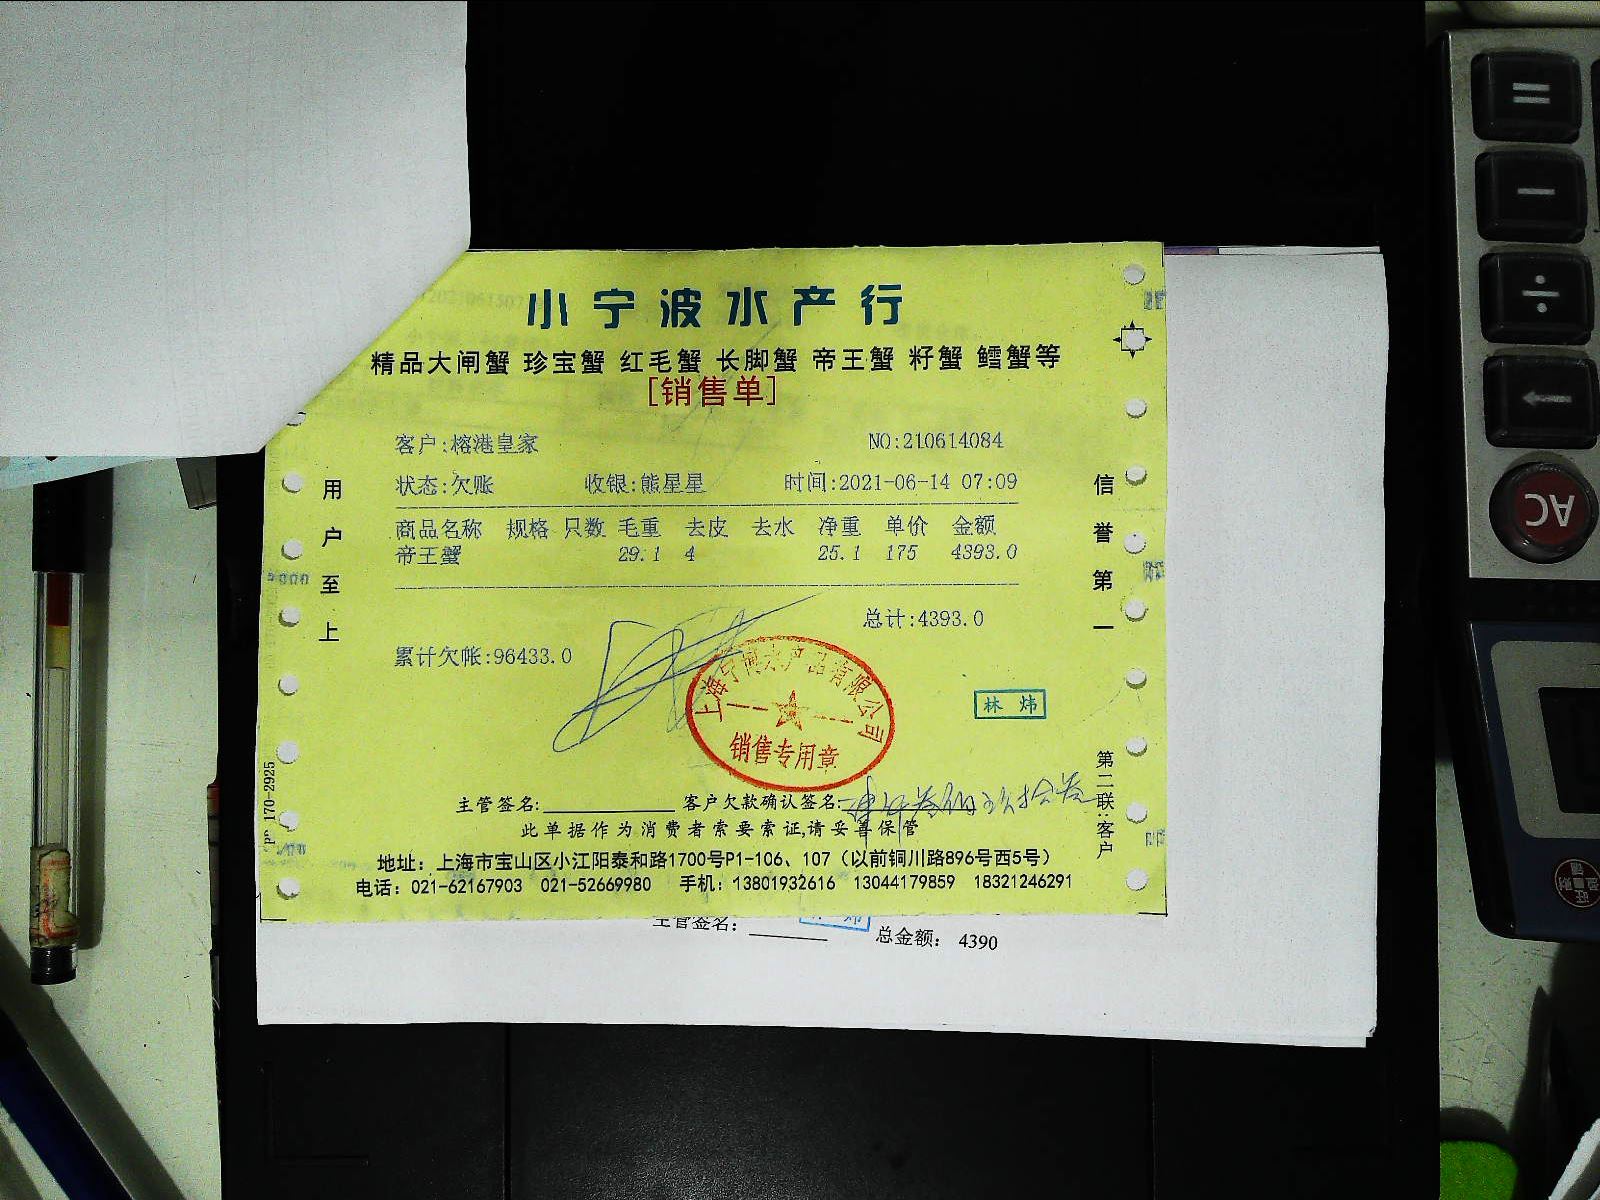 小宁波水产行
精品大闸蟹 珍宝蟹 红毛蟹 长脚蟹 帝王蟹 籽蟹 鳕蟹等
[销售单]
客户:榕港皇家 NO:210614084
状态:欠账 收银:熊星星 时间:2021-06-14 07:09
商品名称 规格 只数 毛重 去皮 去水 净重 单价 金额
帝王蟹 29.1 4 25.1 175 4393.0
总计:4393.0
累计欠帐:96433.0
用户至上
信誉第一
上海宁博水产品有限公司
销售专用章
林炜
第二联:客户
170-2925
主管签名: 客户欠款确认签名:
此单据作为消费者索要索证,请妥善保管
地址：上海市宝山区小江阳泰和路1700号P1-106、107（以前铜川路896号西5号）
电话：021-62167903 021-52669980 手机：13801932616 13044179859 18321246291
主管签名： 总金额： 4390
=
−
÷
←
AC